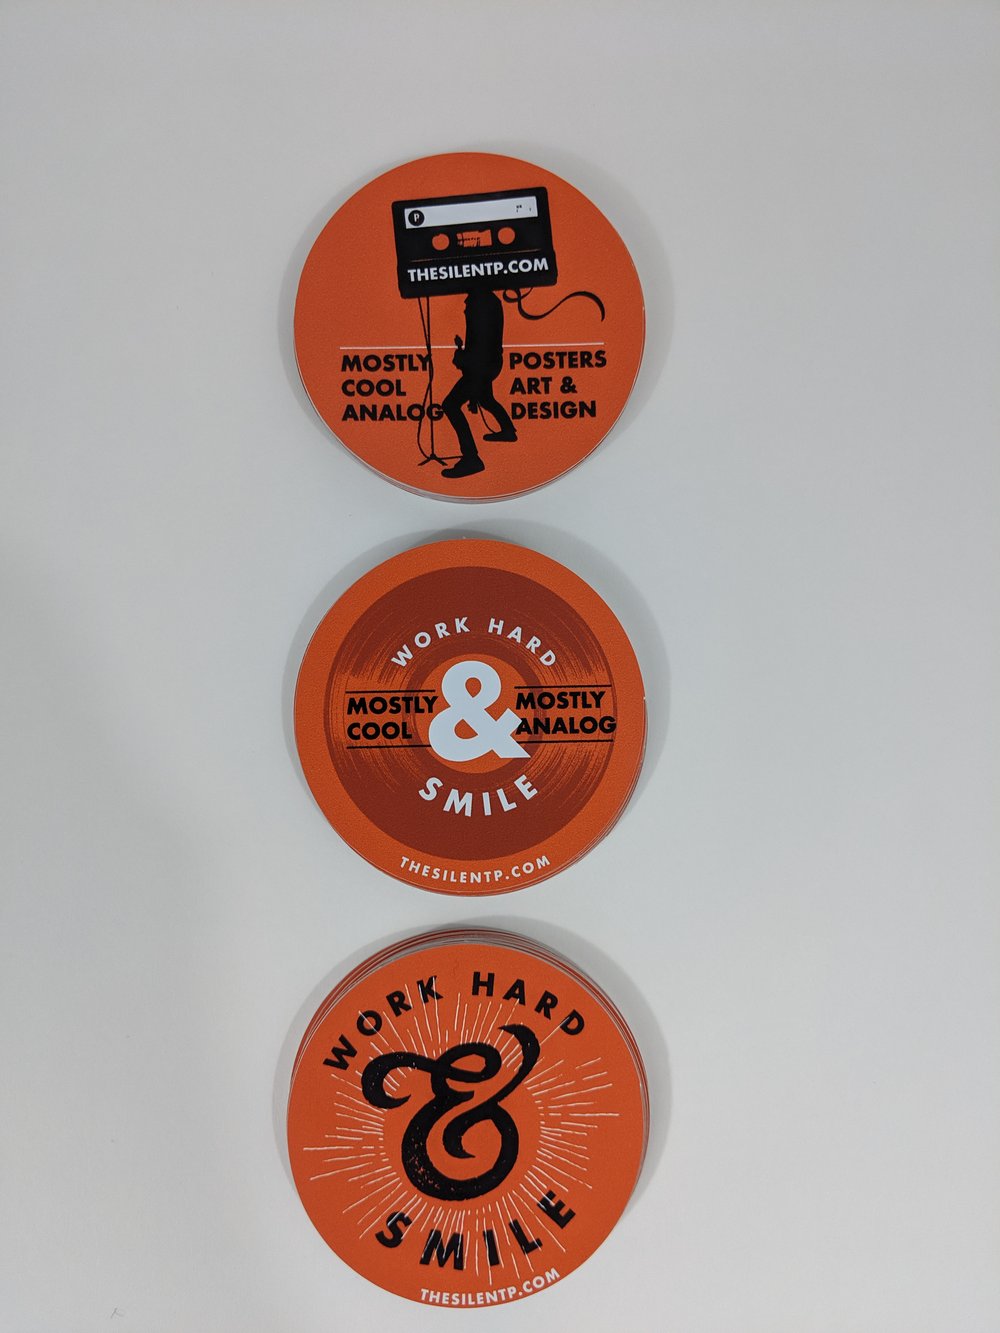 P
THESILENTP.COM
MOSTLY
COOL
ANALOG
POSTERS
ART &
DESIGN
WORK HARD
&
MOSTLY
COOL
MOSTLY
ANALOG
SMILE
THESILENTP.COM
WORK HARD
&
SMILE
THESILENTP.COM